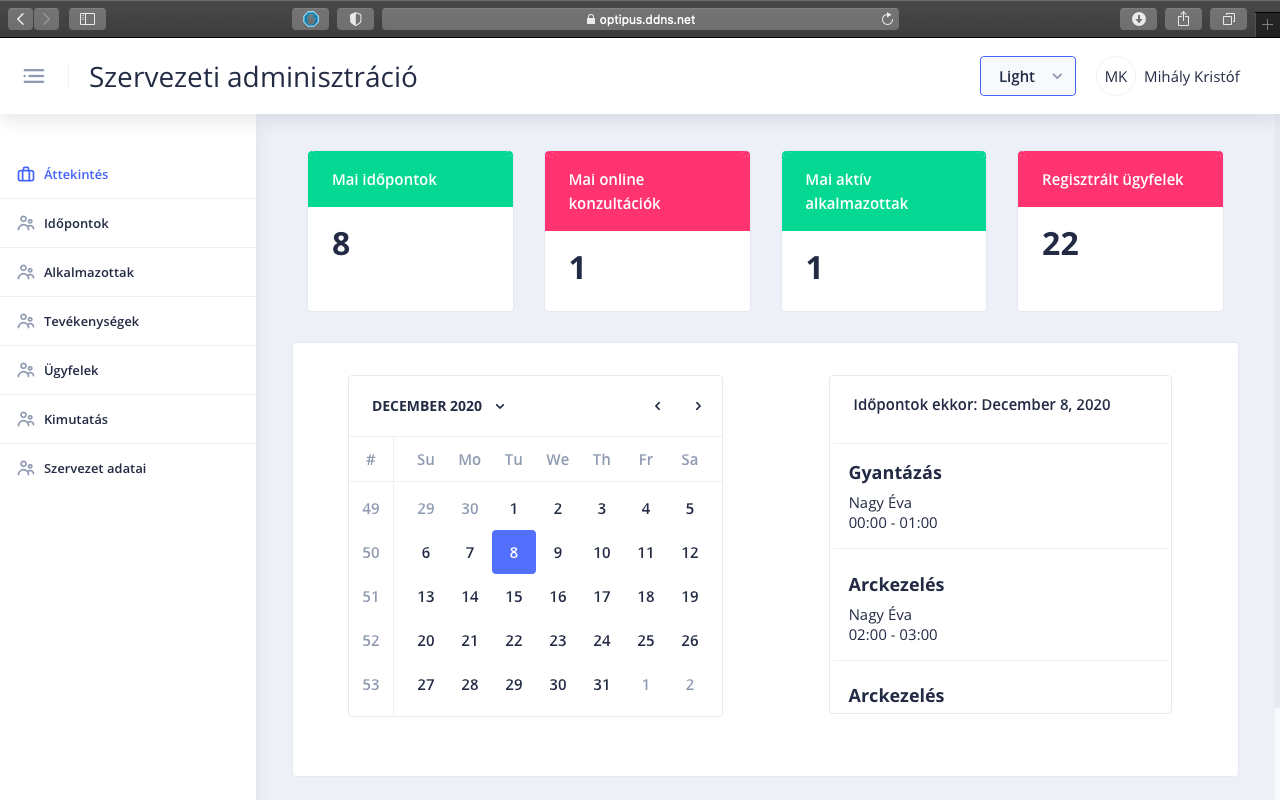 optipus.ddns.net
Szervezeti adminisztráció
Light
MK
Mihály Kristóf
Áttekintés
Időpontok
Alkalmazottak
Tevékenységek
Ügyfelek
Kimutatás
Szervezet adatai
Mai időpontok
8
Mai online
konzultációk
1
Mai aktív
alkalmazottak
1
Regisztrált ügyfelek
22
DECEMBER 2020
# Su Mo Tu We Th Fr Sa
49 29 30 1 2 3 4 5
50 6 7 8 9 10 11 12
51 13 14 15 16 17 18 19
52 20 21 22 23 24 25 26
53 27 28 29 30 31 1 2
Időpontok ekkor: December 8, 2020
Gyantázás
Nagy Éva
00:00 - 01:00
Arckezelés
Nagy Éva
02:00 - 03:00
Arckezelés